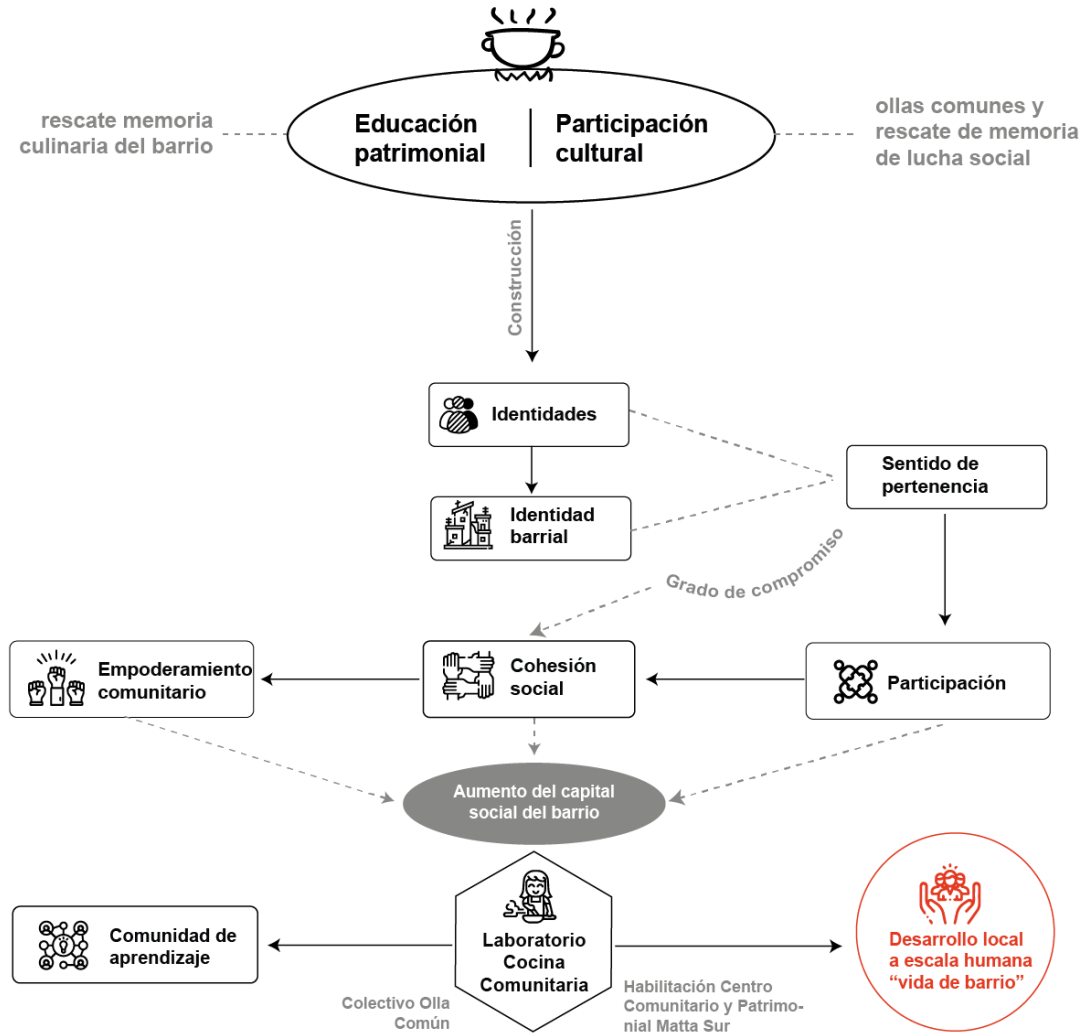 rescate memoria
culinaria del barrio
Educación
patrimonial
Participación
cultural
ollas comunes y
rescate de memoria
de lucha social
Construcción
Identidades
Identidad
barrial
Sentido de
pertenencia
Grado de compromiso
Empoderamiento
comunitario
Cohesión
social
Participación
Aumento del capital
social del barrio
Comunidad de
aprendizaje
Laboratorio
Cocina
Comunitaria
Desarrollo local
a escala humana
“vida de barrio”
Colectivo Olla
Común
Habilitación Centro
Comunitario y Patrimo-
nial Matta Sur